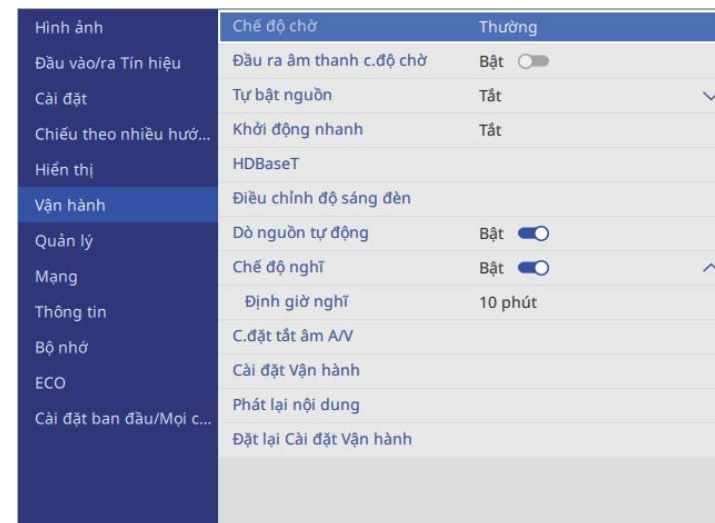 Hình ảnh
Đầu vào/ra Tín hiệu
Cài đặt
Chiếu theo nhiều hướ...
Hiển thị
Vận hành
Quản lý
Mạng
Thông tin
Bộ nhớ
ECO
Cài đặt ban đầu/Mọi c...
Chế độ chờ Thường
Đầu ra âm thanh c.độ chờ Bật
Tự bật nguồn Tắt
Khởi động nhanh Tắt
HDBaseT
Điều chỉnh độ sáng đèn
Dò nguồn tự động Bật
Chế độ nghĩ Bật
Định giờ nghĩ 10 phút
C.đặt tắt âm A/V
Cài đặt Vận hành
Phát lại nội dung
Đặt lại Cài đặt Vận hành